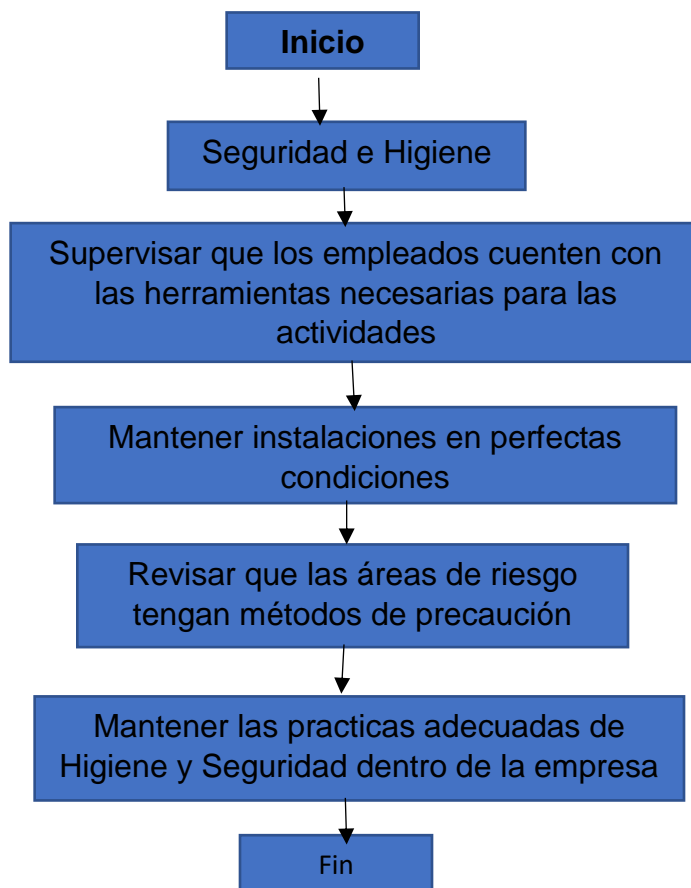 Inicio
Seguridad e Higiene
Supervisar que los empleados cuenten con
las herramientas necesarias para las
actividades
Mantener instalaciones en perfectas
condiciones
Revisar que las áreas de riesgo
tengan métodos de precaución
Mantener las practicas adecuadas de
Higiene y Seguridad dentro de la empresa
Fin